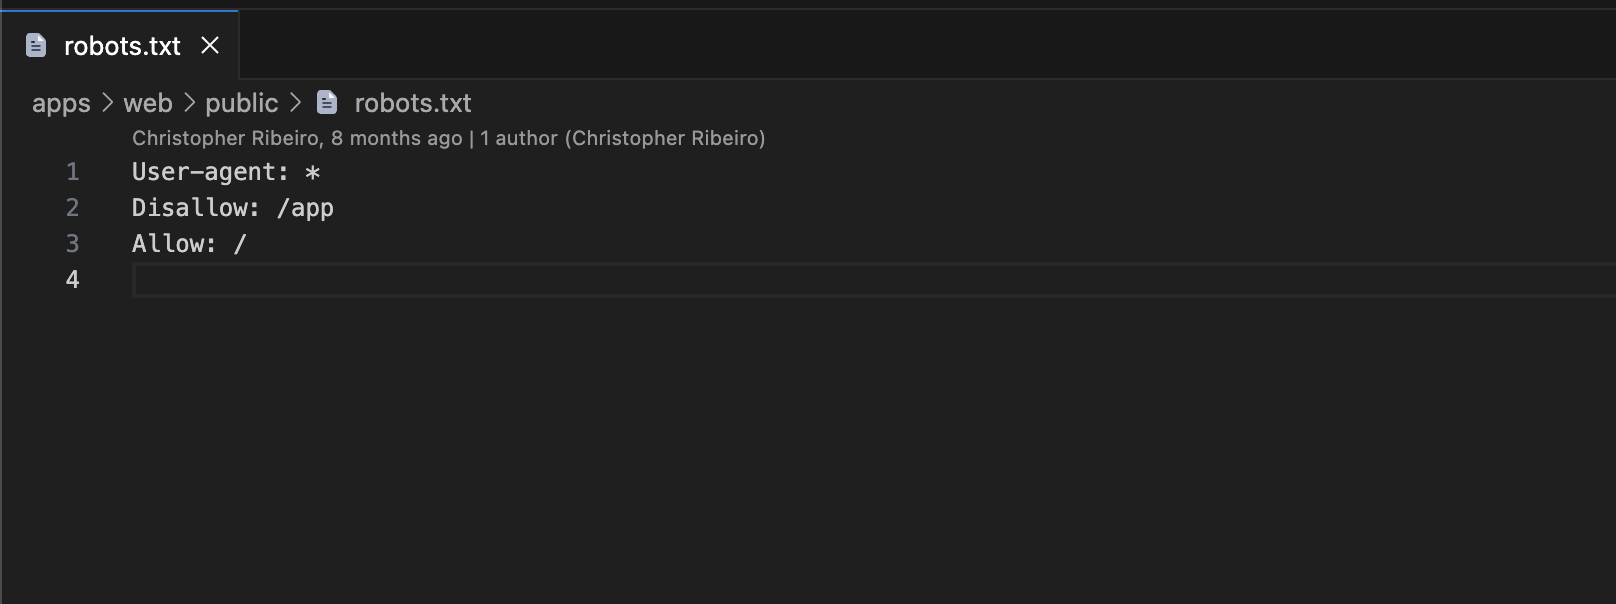 robots.txt
apps > web > public > robots.txt
Christopher Ribeiro, 8 months ago | 1 author (Christopher Ribeiro)
1 User-agent: *
2 Disallow: /app
3 Allow: /
4